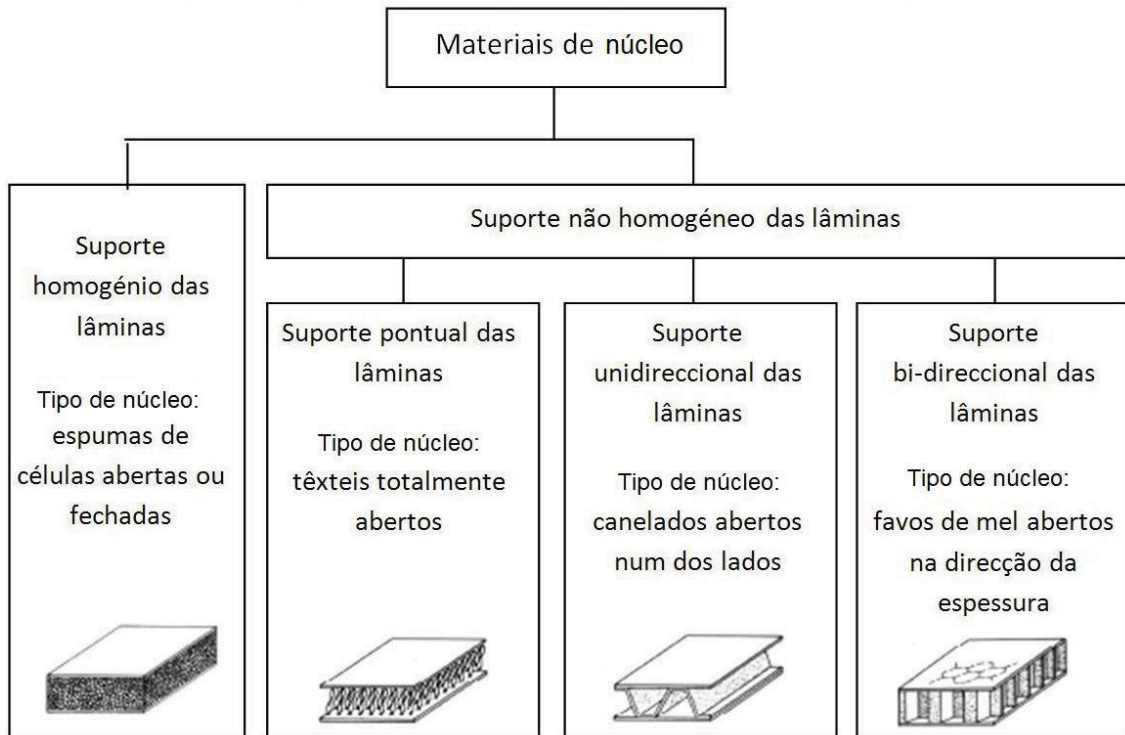 Materiais de núcleo
Suporte
homogénio das
lâminas
Tipo de núcleo:
espumas de
células abertas ou
fechadas
Suporte não homogéneo das lâminas
Suporte pontual das
lâminas
Tipo de núcleo:
têxteis totalmente
abertos
Suporte
unidireccional das
lâminas
Tipo de núcleo:
canelados abertos
num dos lados
Suporte
bi-direccional das
lâminas
Tipo de núcleo:
favos de mel abertos
na direcção da
espessura